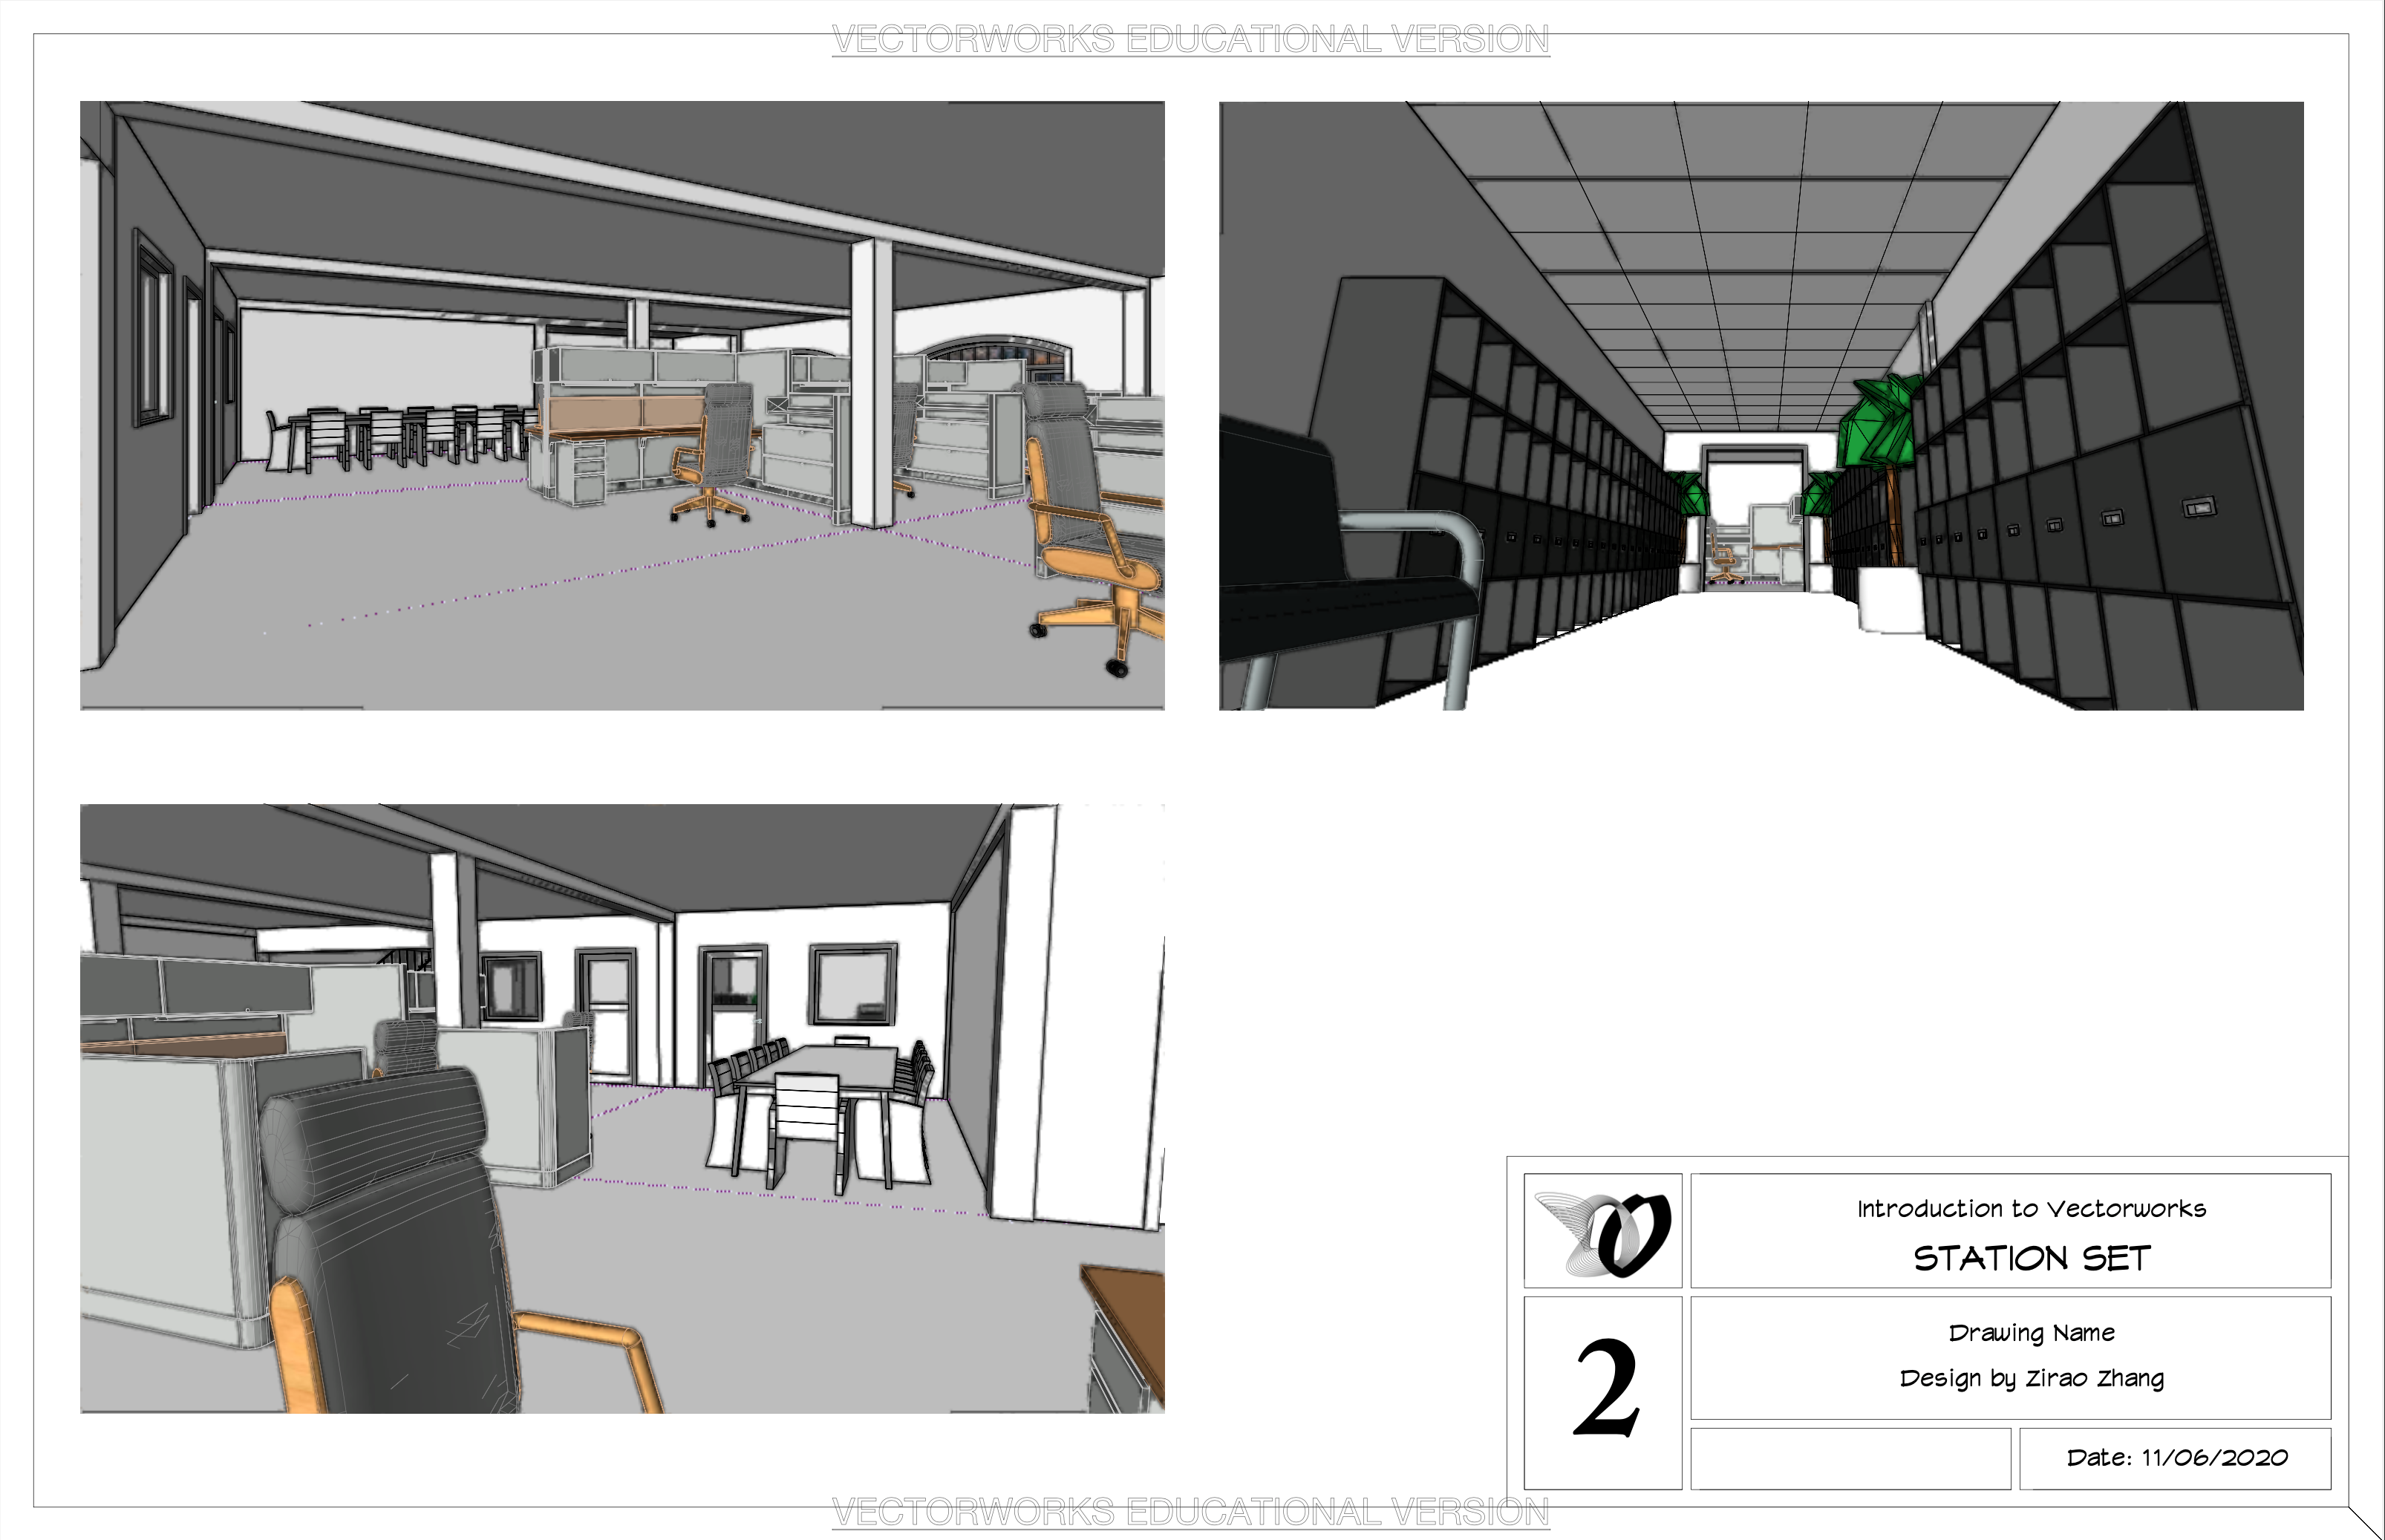 VECTORWORKS EDUCATIONAL VERSION
Introduction to Vectorworks
STATION SET
2
Drawing Name
Design by Zirao Zhang
Date: 11/06/2020
VECTORWORKS EDUCATIONAL VERSION